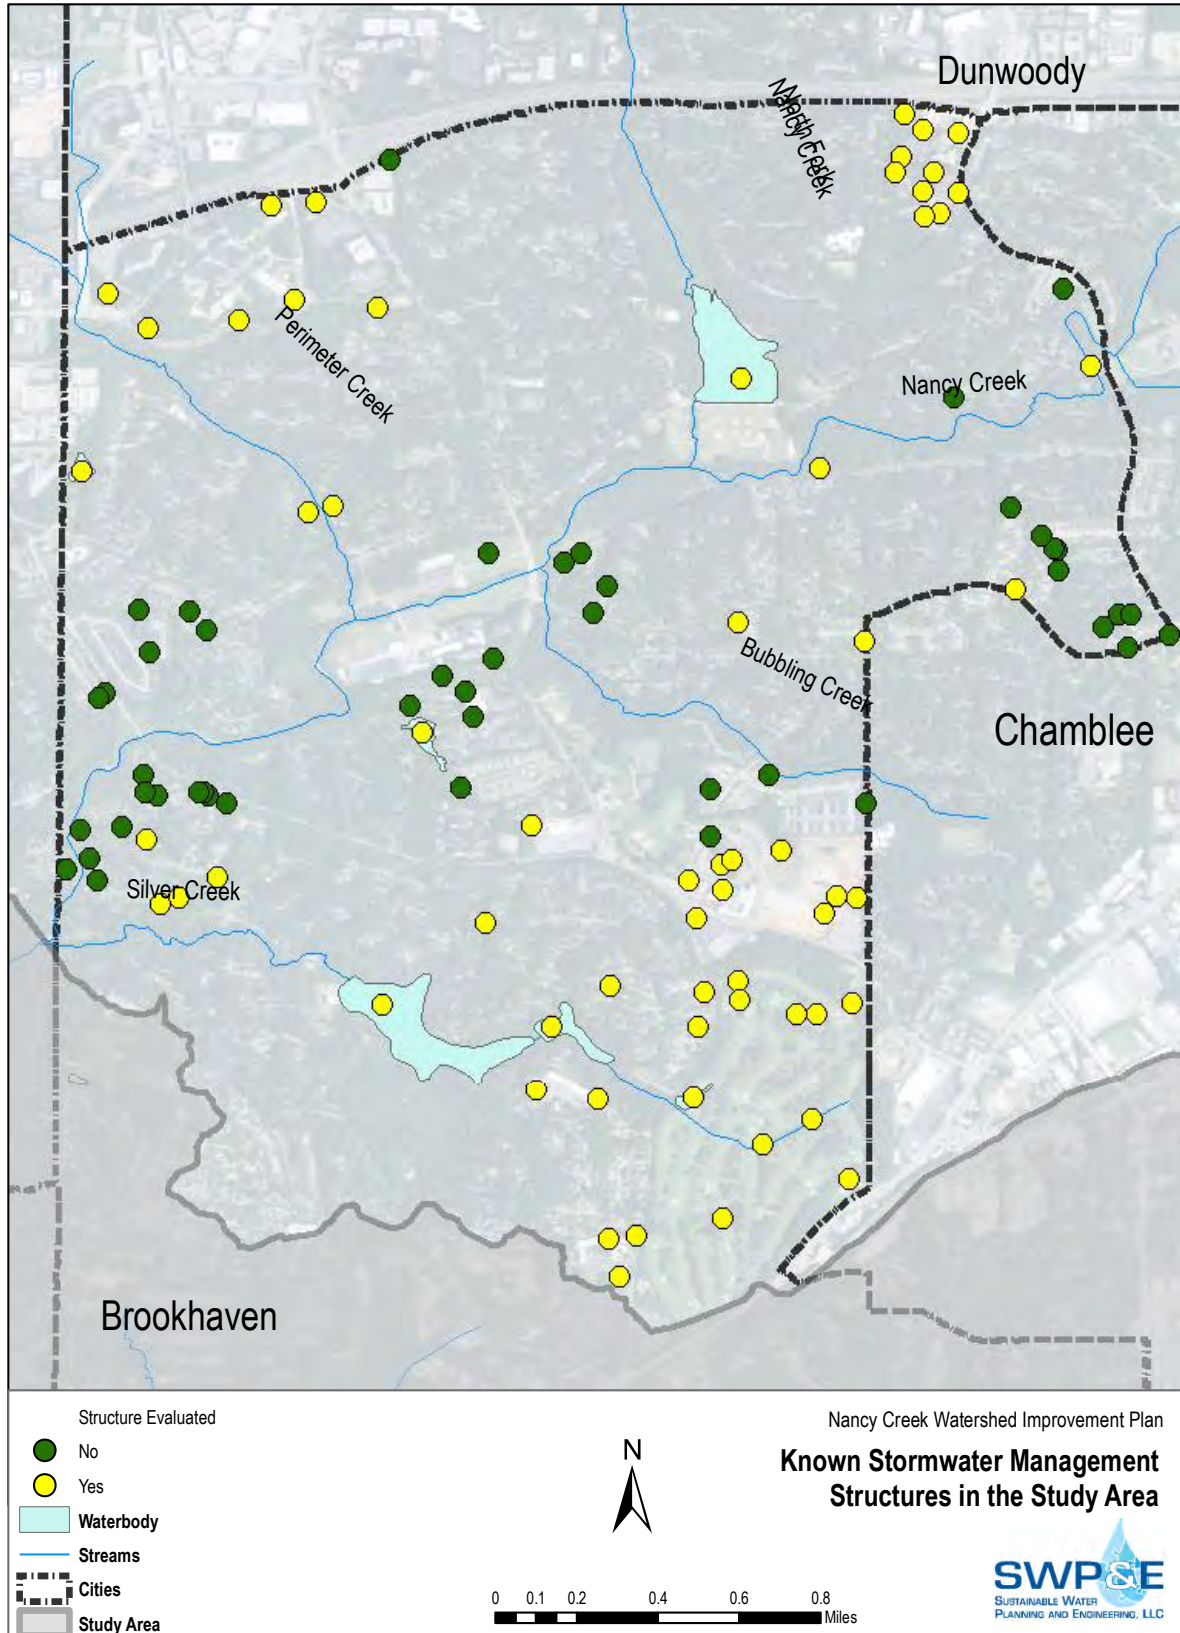 Dunwoody
North Fork
Nancy Creek
Perimeter Creek
Nancy Creek
Bubbling Creek
Chamblee
Silver Creek
Brookhaven
Structure Evaluated
No
Yes
Waterbody
Streams
Cities
Study Area
N
0 0.1 0.2 0.4 0.6 0.8
Miles
Nancy Creek Watershed Improvement Plan
Known Stormwater Management
Structures in the Study Area
SWP&E
SUSTAINABLE WATER
PLANNING AND ENGINEERING, LLC